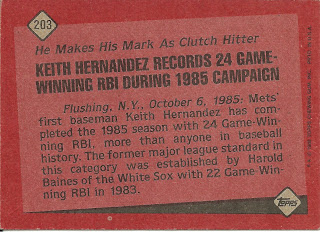 203
He Makes His Mark As Clutch Hitter
KEITH HERNANDEZ RECORDS 24 GAME-
WINNING RBI DURING 1985 CAMPAIGN
Flushing, N.Y., October 6, 1985: Mets'
first baseman Keith Hernandez has com-
pleted the 1985 season with 24 Game-Win-
ning RBI, more than anyone in baseball
history. The former major league standard in
this category was established by Harold
Baines of the White Sox with 22 Game-Win-
ning RBI in 1983.
TOPPS